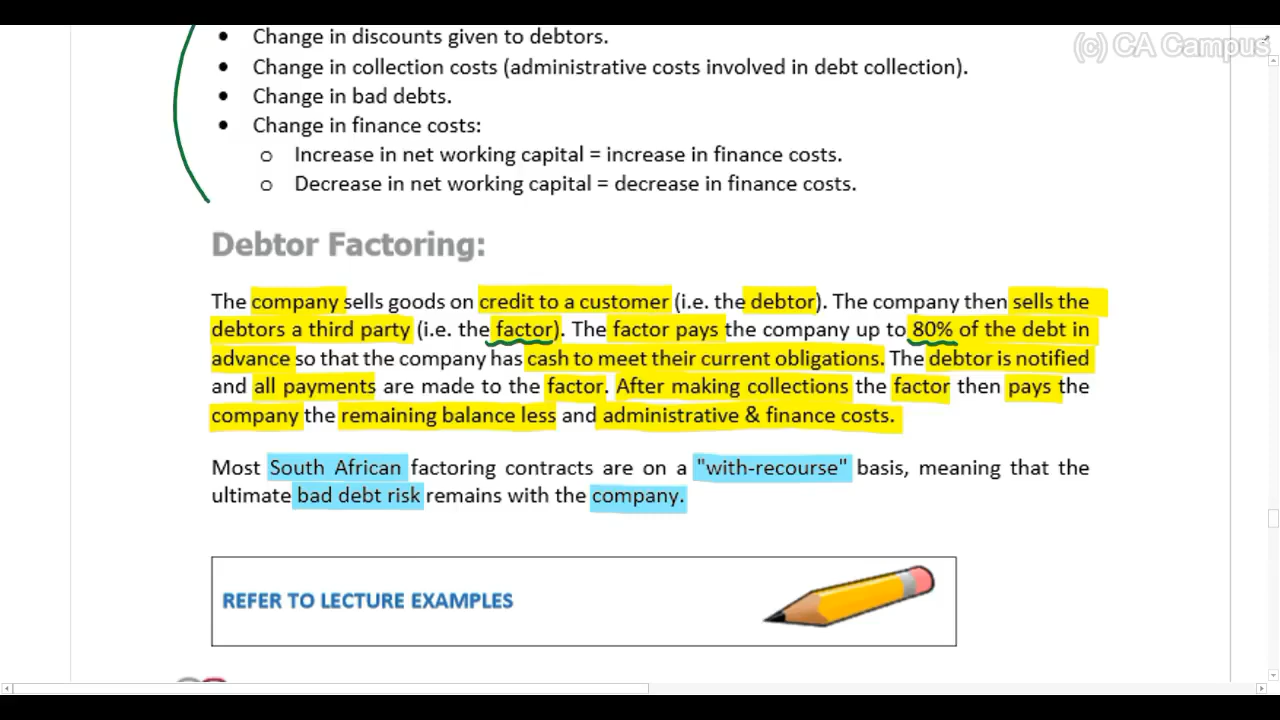 Change in discounts given to debtors.
(c) CA Campus
Change in collection costs (administrative costs involved in debt collection).
Change in bad debts.
Change in finance costs:
Increase in net working capital = increase in finance costs.
Decrease in net working capital = decrease in finance costs.
Debtor Factoring:
The company sells goods on credit to a customer (i.e. the debtor). The company then sells the
debtors a third party (i.e. the factor). The factor pays the company up to 80% of the debt in
advance so that the company has cash to meet their current obligations. The debtor is notified
and all payments are made to the factor. After making collections the factor then pays the
company the remaining balance less and administrative & finance costs.
Most South African factoring contracts are on a "with-recourse" basis, meaning that the
ultimate bad debt risk remains with the company.
REFER TO LECTURE EXAMPLES